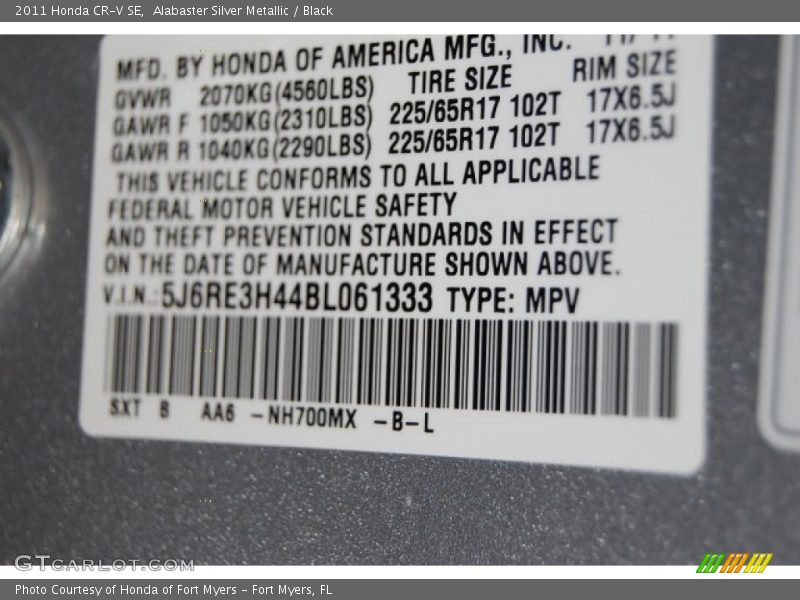 2011 Honda CR-V SE, Alabaster Silver Metallic / Black
MFD. BY HONDA OF AMERICA MFG., INC.
TIRE SIZE RIM SIZE
GVWR 2070KG(4560LBS)
GAWR F 1050KG(2310LBS) 225/65R17 102T 17X6.5J
GAWR R 1040KG(2290LBS) 225/65R17 102T 17X6.5J
THIS VEHICLE CONFORMS TO ALL APPLICABLE
FEDERAL MOTOR VEHICLE SAFETY
AND THEFT PREVENTION STANDARDS IN EFFECT
ON THE DATE OF MANUFACTURE SHOWN ABOVE.
V.I.N.: 5J6RE3H44BL061333 TYPE: MPV
SXT B AA6 -NH700MX -B-L
GTcarlot.com
Photo Courtesy of Honda of Fort Myers - Fort Myers, FL